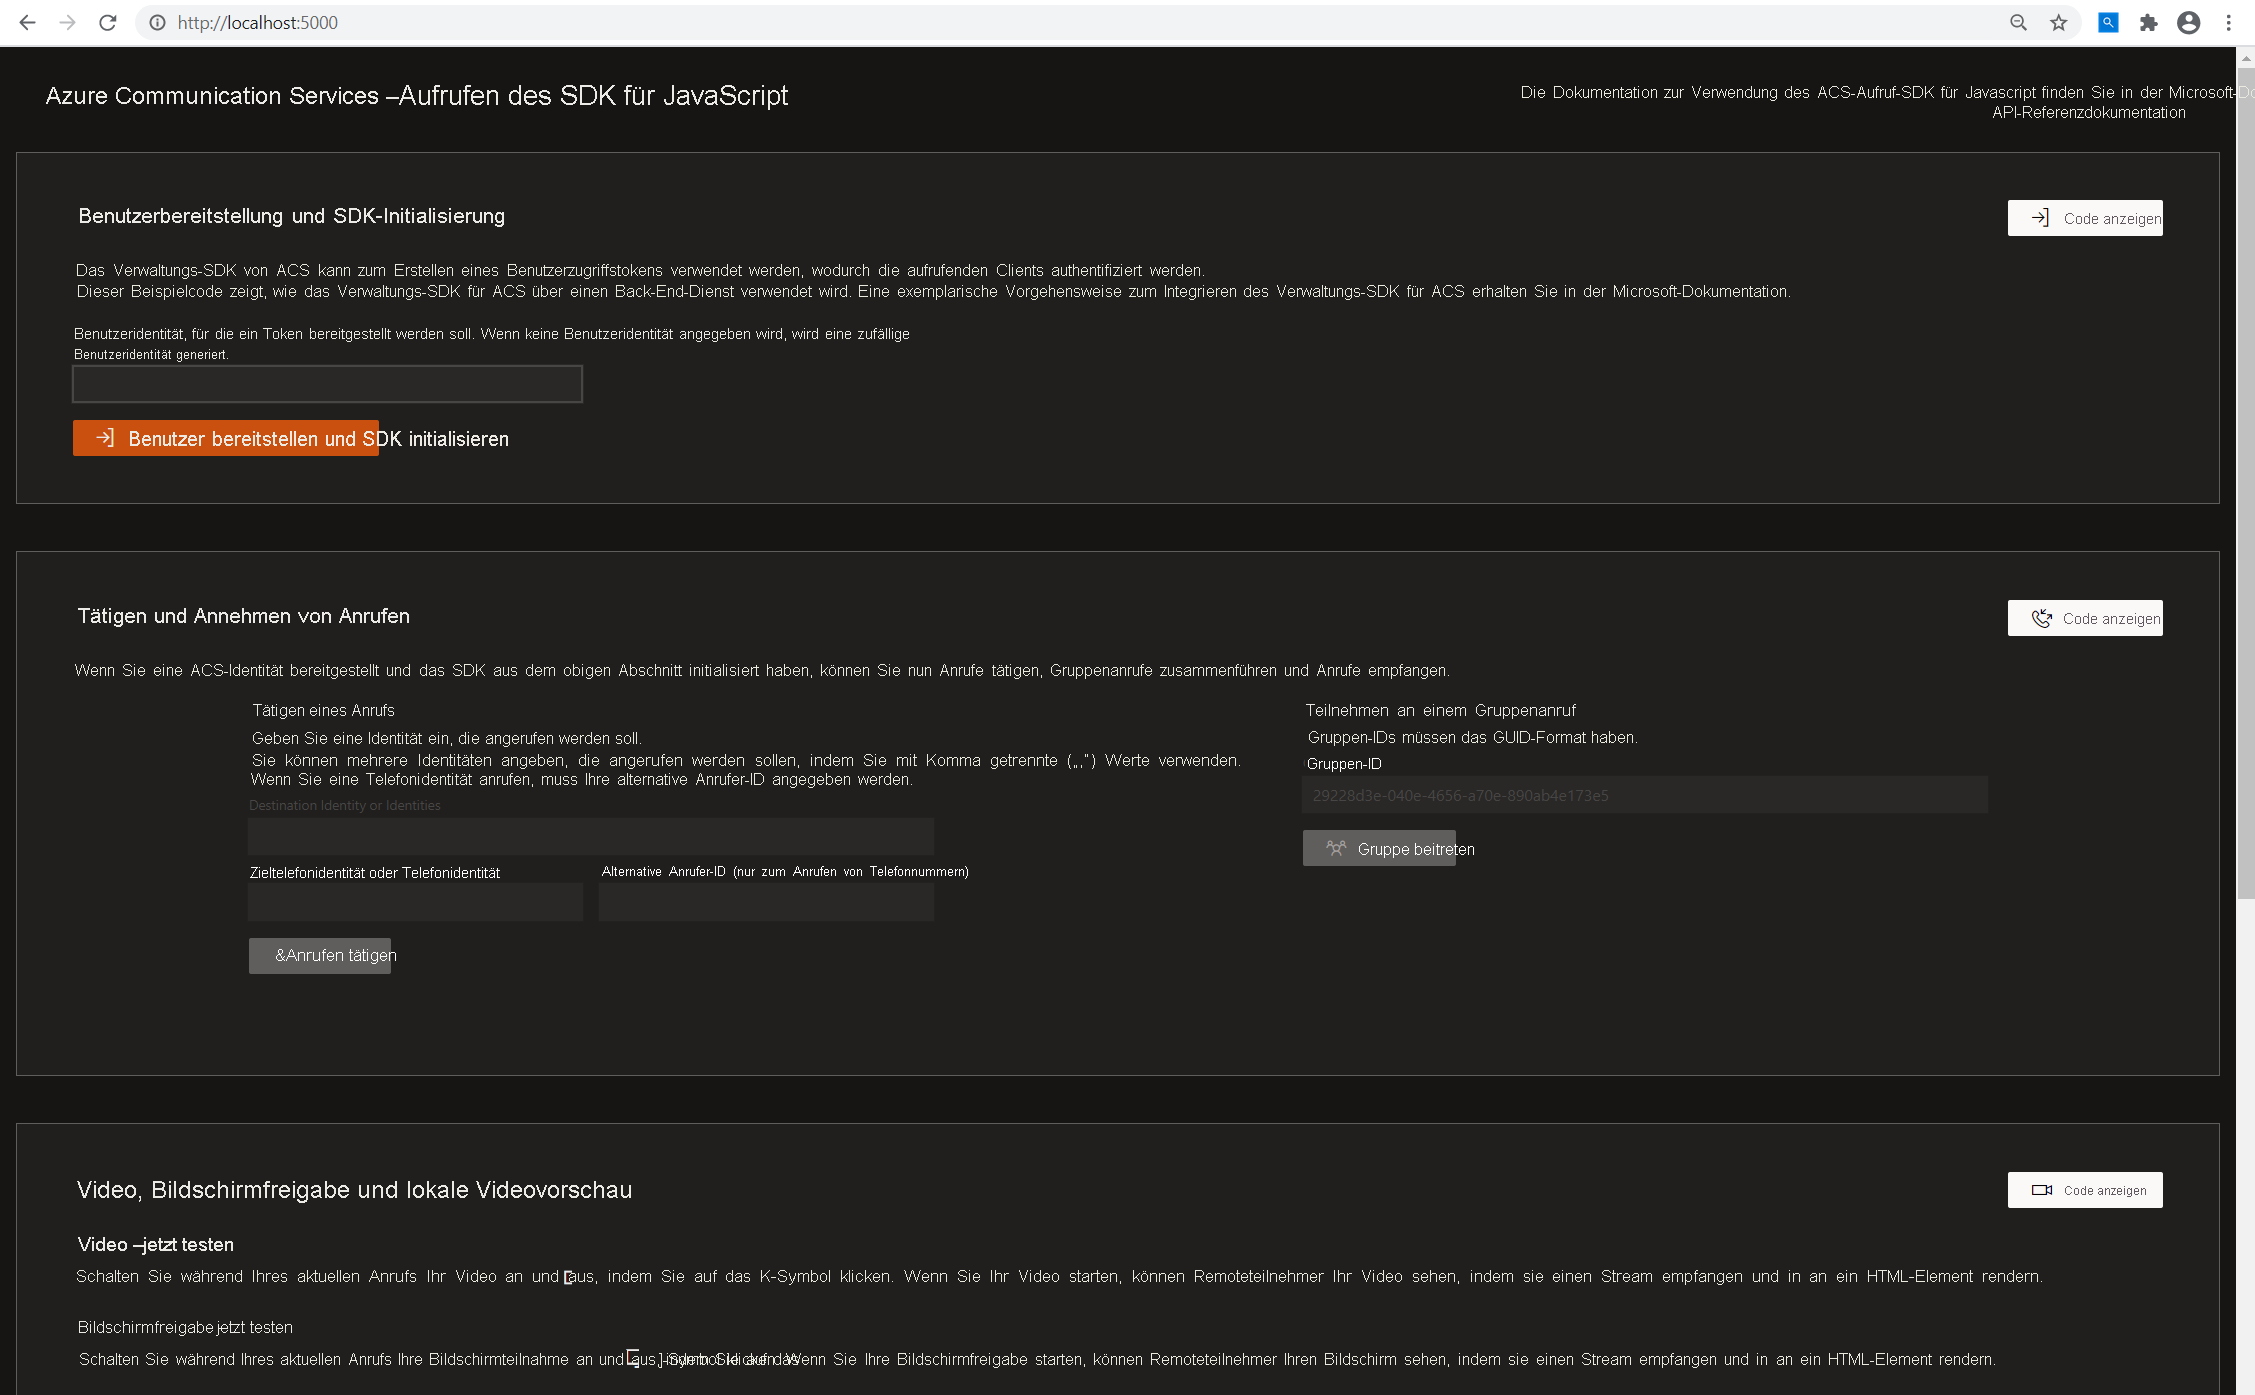 http://localhost:5000
Azure Communication Services –Aufrufen des SDK für JavaScript
Die Dokumentation zur Verwendung des ACS-Aufruf-SDK für Javascript finden Sie in der Microsoft-Do
API-Referenzdokumentation
Benutzerbereitstellung und SDK-Initialisierung
Code anzeigen
Das Verwaltungs-SDK von ACS kann zum Erstellen eines Benutzerzugriffstokens verwendet werden, wodurch die aufrufenden Clients authentifiziert werden.
Dieser Beispielcode zeigt, wie das Verwaltungs-SDK für ACS über einen Back-End-Dienst verwendet wird. Eine exemplarische Vorgehensweise zum Integrieren des Verwaltungs-SDK für ACS erhalten Sie in der Microsoft-Dokumentation.
Benutzeridentität, für die ein Token bereitgestellt werden soll. Wenn keine Benutzeridentität angegeben wird, wird eine zufällige
Benutzeridentität generiert.
Benutzer bereitstellen und SDK initialisieren
Tätigen und Annehmen von Anrufen
Code anzeigen
Wenn Sie eine ACS-Identität bereitgestellt und das SDK aus dem obigen Abschnitt initialisiert haben, können Sie nun Anrufe tätigen, Gruppenanrufe zusammenführen und Anrufe empfangen.
Tätigen eines Anrufs
Geben Sie eine Identität ein, die angerufen werden soll.
Sie können mehrere Identitäten angeben, die angerufen werden sollen, indem Sie mit Komma getrennte („,“) Werte verwenden.
Wenn Sie eine Telefonidentität anrufen, muss Ihre alternative Anrufer-ID angegeben werden.
Destination Identity or Identities
Zieltelefonidentität oder Telefonidentität
Alternative Anrufer-ID (nur zum Anrufen von Telefonnummern)
&Anrufen tätigen
Teilnehmen an einem Gruppenanruf
Gruppen-IDs müssen das GUID-Format haben.
Gruppen-ID
29228d3e-040e-4656-a70e-890ab4e173e5
Gruppe beitreten
Video, Bildschirmfreigabe und lokale Videovorschau
Code anzeigen
Video –jetzt testen
Schalten Sie während Ihres aktuellen Anrufs Ihr Video an und aus, indem Sie auf das K-Symbol klicken. Wenn Sie Ihr Video starten, können Remoteteilnehmer Ihr Video sehen, indem sie einen Stream empfangen und in an ein HTML-Element rendern.
Bildschirmfreigabe jetzt testen
Schalten Sie während Ihres aktuellen Anrufs Ihre Bildschirmteilnahme an und aus, Wenn Sie Ihre Bildschirmfreigabe starten, können Remoteteilnehmer Ihren Bildschirm sehen, indem sie einen Stream empfangen und in an ein HTML-Element rendern.